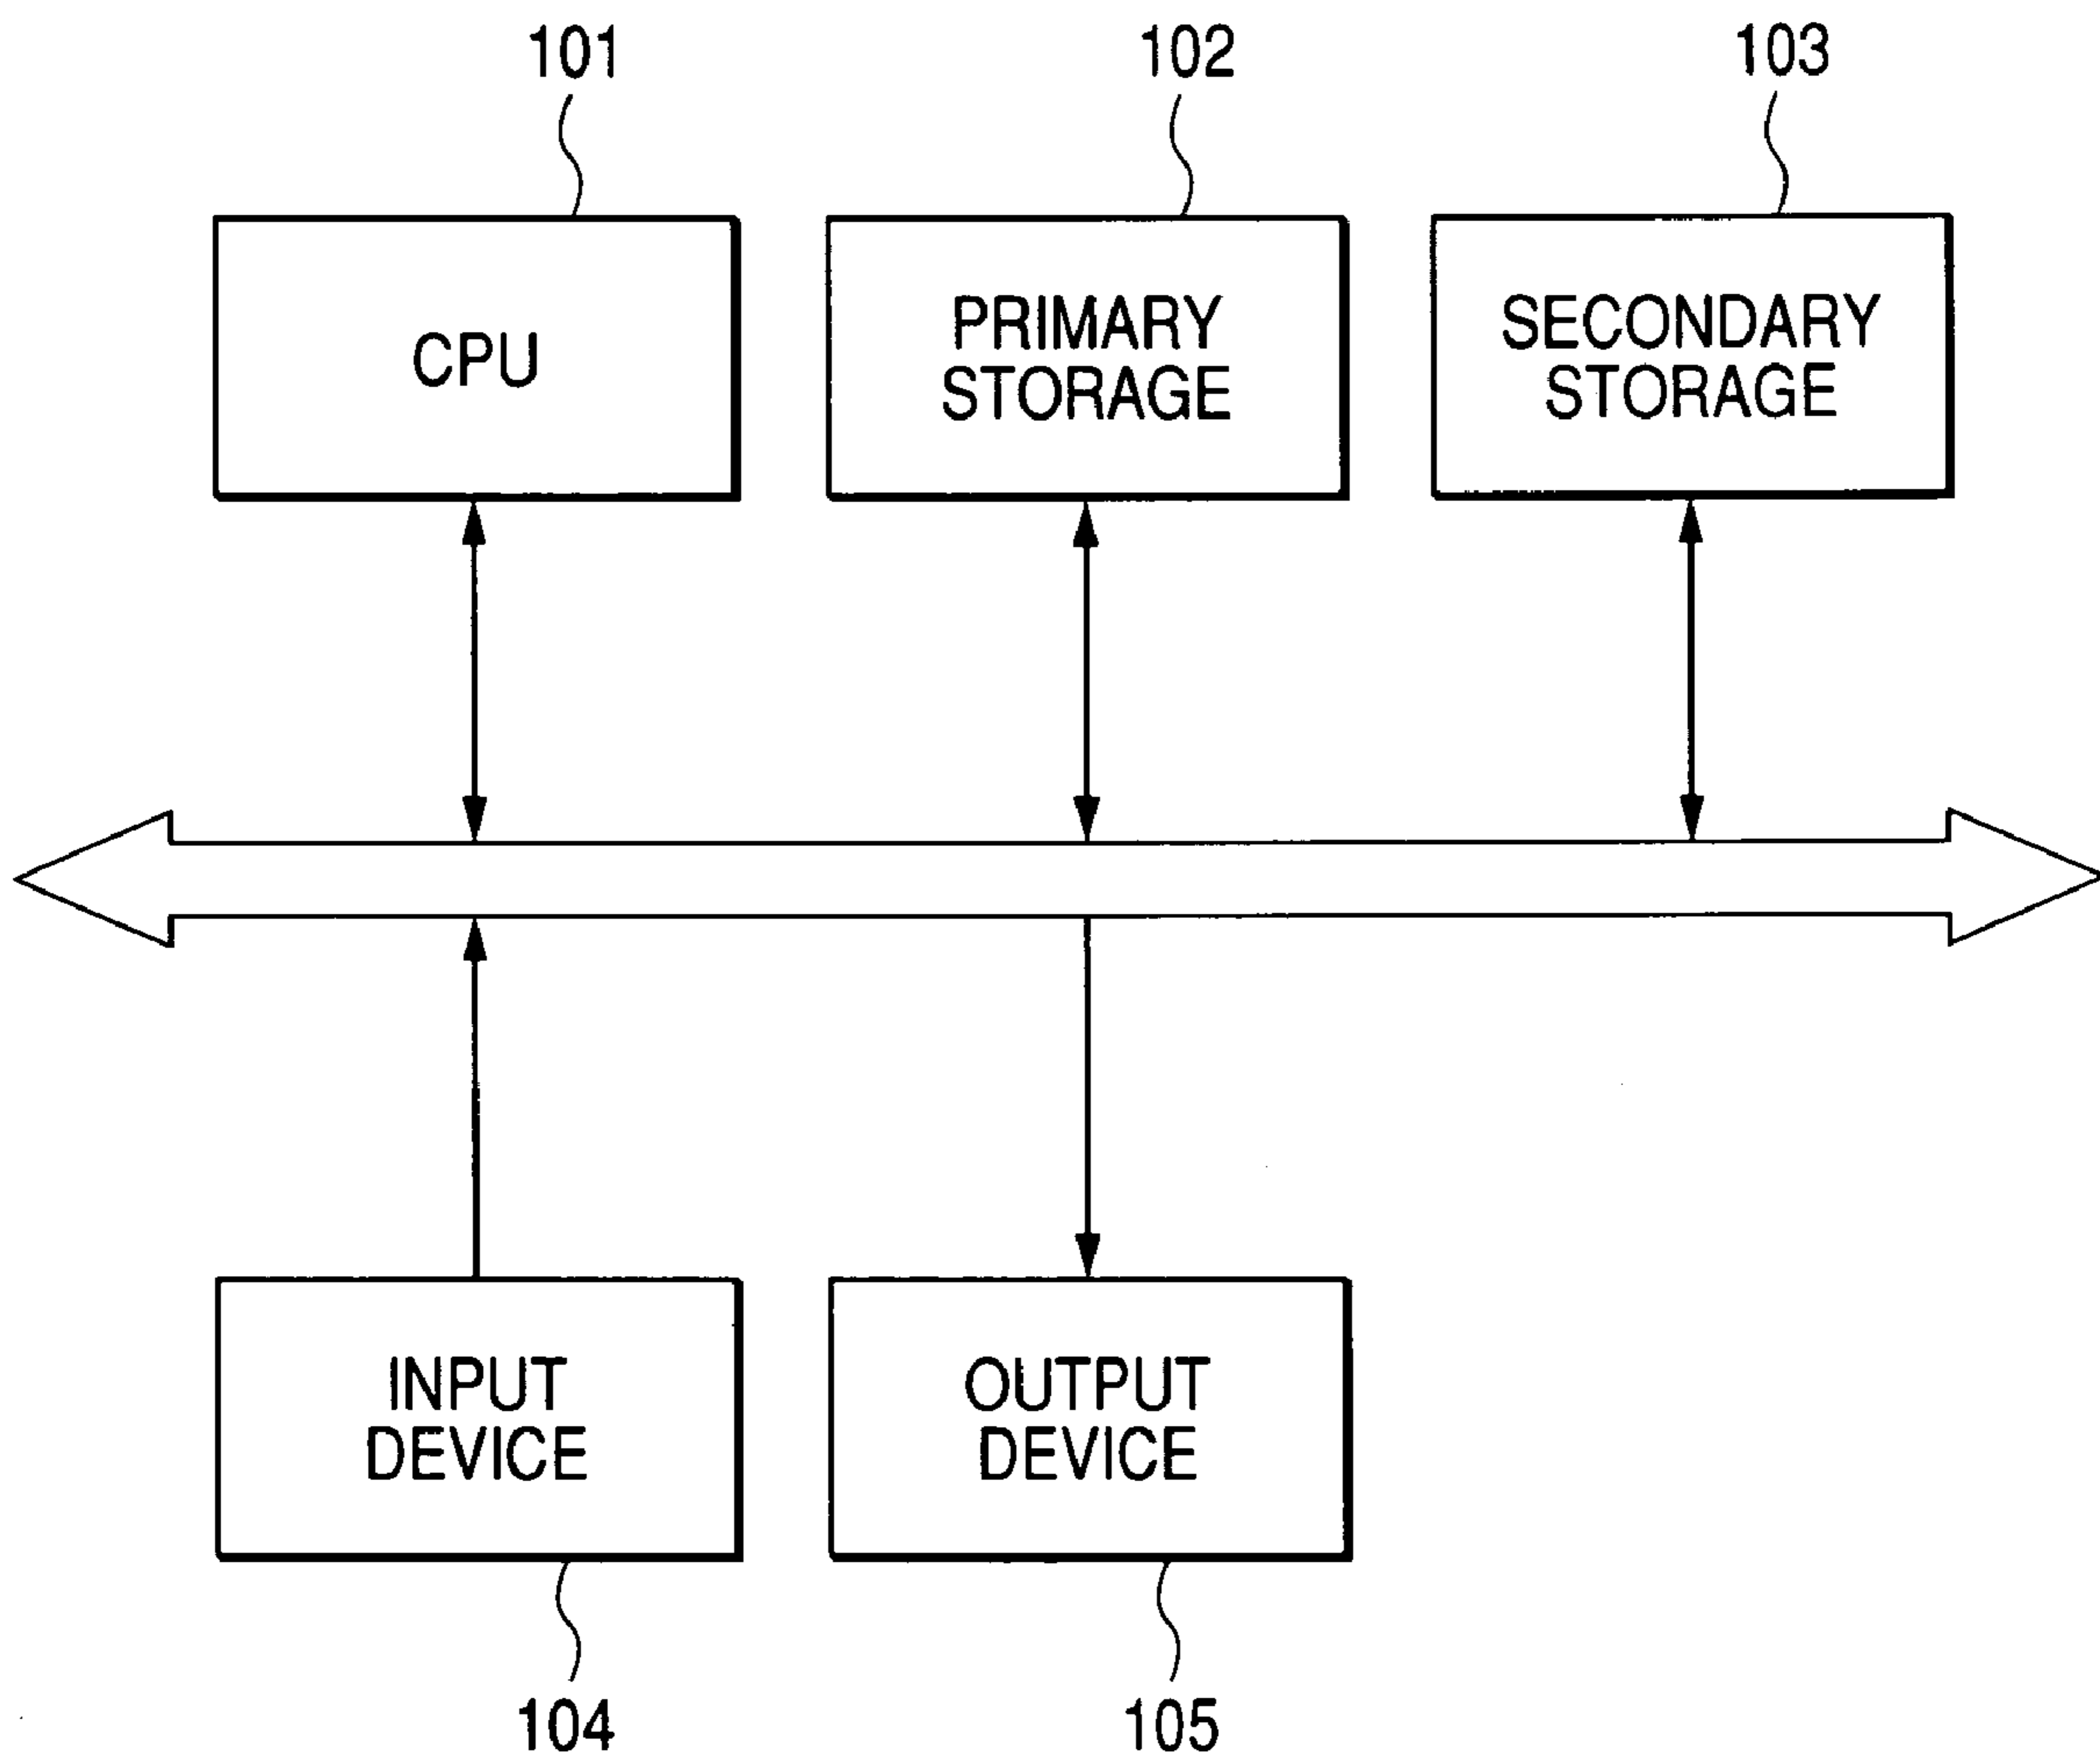 101
102
103
CPU
PRIMARY
STORAGE
SECONDARY
STORAGE
INPUT
DEVICE
OUTPUT
DEVICE
104
105